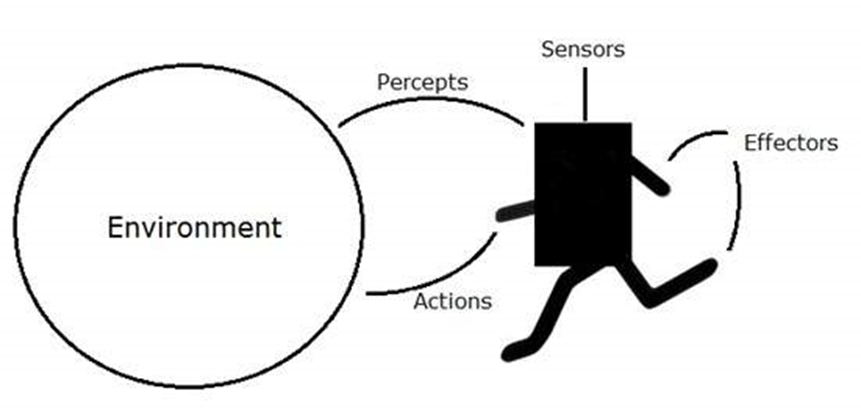 Sensors
Percepts
Effectors
Environment
Actions